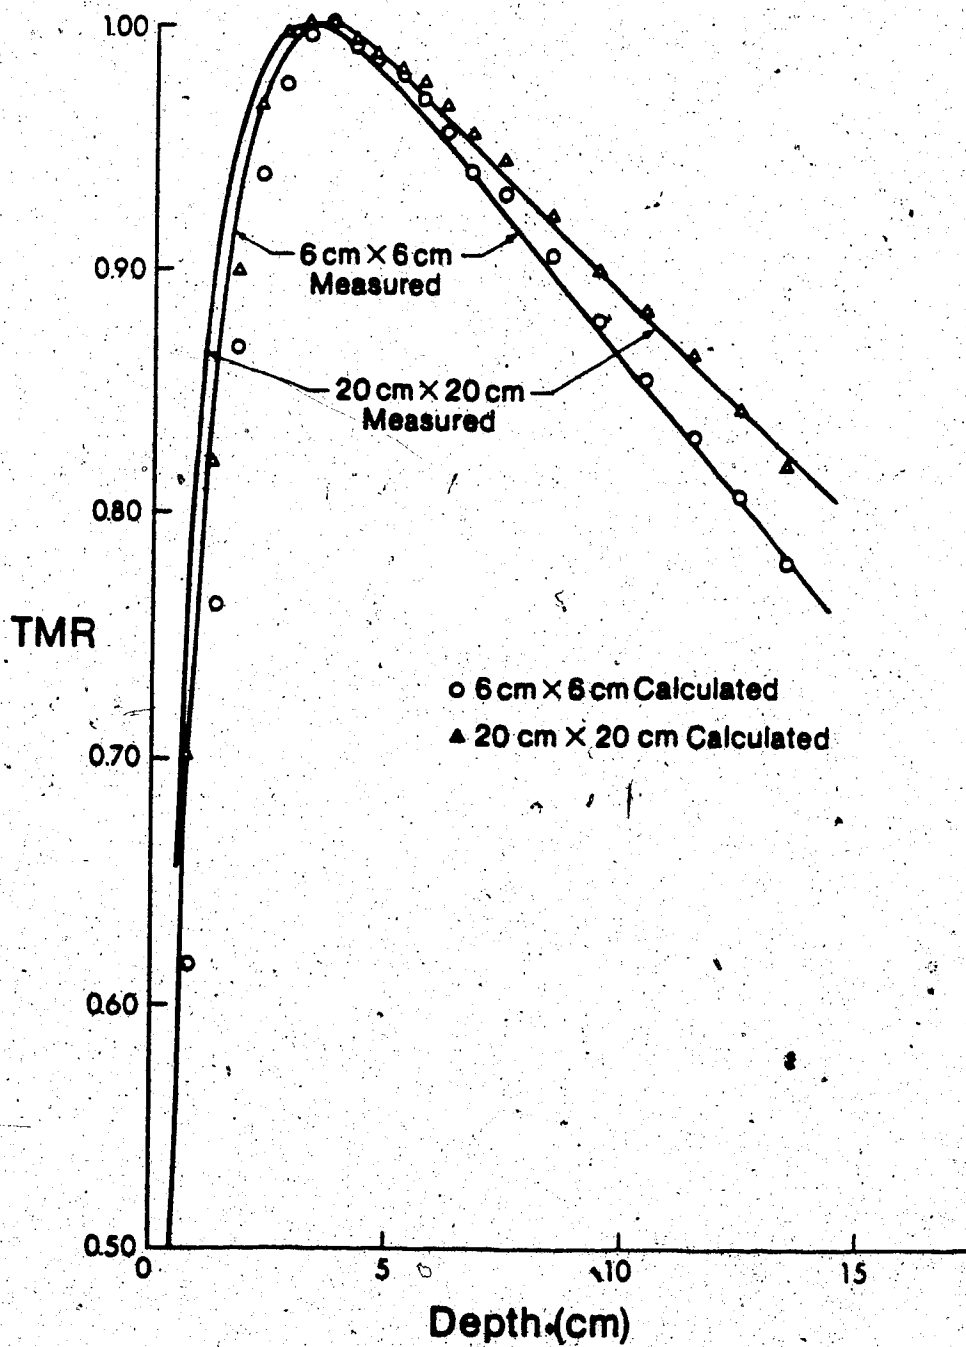 1.00
6 cm × 6 cm
Measured
0.90
20 cm × 20 cm
Measured
0.80
TMR
6 cm × 6 cm Calculated
20 cm × 20 cm Calculated
0.70
0.60
0.50
0 5 10 15
Depth (cm)